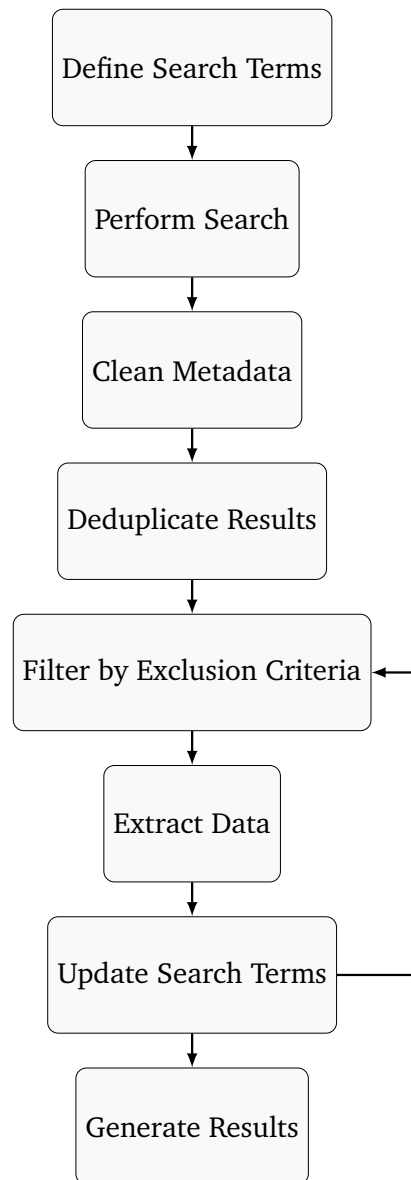 Define Search Terms
Perform Search
Clean Metadata
Deduplicate Results
Filter by Exclusion Criteria
Extract Data
Update Search Terms
Generate Results